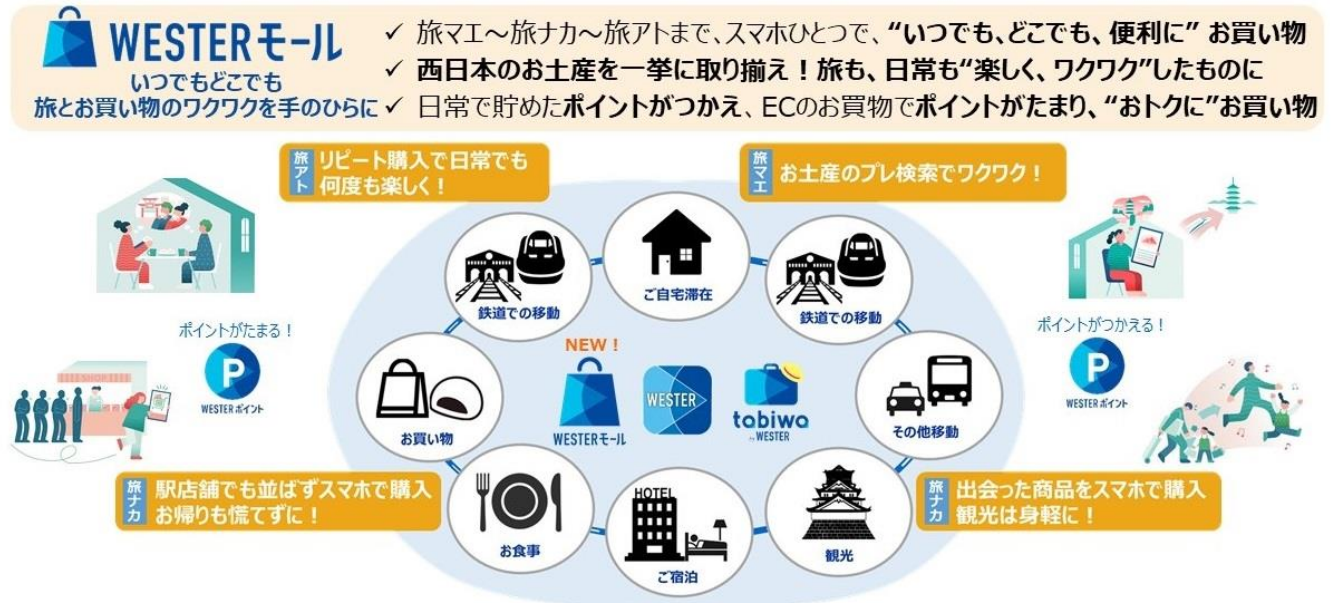 WESTERモール
いつでもどこでも
旅とお買い物のワクワクを手のひらに
✓ 旅マエ～旅ナカ～旅アトまで、スマホひとつで、“いつでも、どこでも、便利に” お買い物
✓ 西日本のお土産を一挙に取り揃え！旅も、日常も“楽しく、ワクワク”したものに
✓ 日常で貯めたポイントがつかえ、ECのお買物でポイントがたまり、“おトクに”お買い物
旅アト
リピート購入で日常でも
何度も楽しく！
旅マエ
お土産のプレ検索でワクワク！
鉄道での移動
ご自宅滞在
鉄道での移動
ポイントがたまる！
P
WESTERポイント
ポイントがつかえる！
P
WESTERポイント
お買い物
NEW！
WESTERモール
WESTER
tabiwa
by WESTER
その他移動
旅ナカ
駅店舗でも並ばずスマホで購入
お帰りも慌てずに！
お食事
HOTEL
ご宿泊
観光
旅ナカ
出会った商品をスマホで購入
観光は身軽に！